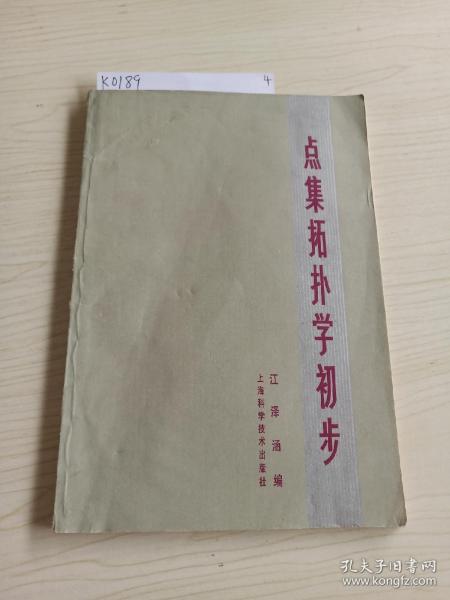 K0189
4
点集拓扑学初步
江泽涵编
上海科学技术出版社
孔夫子旧书网
www.kongfz.com